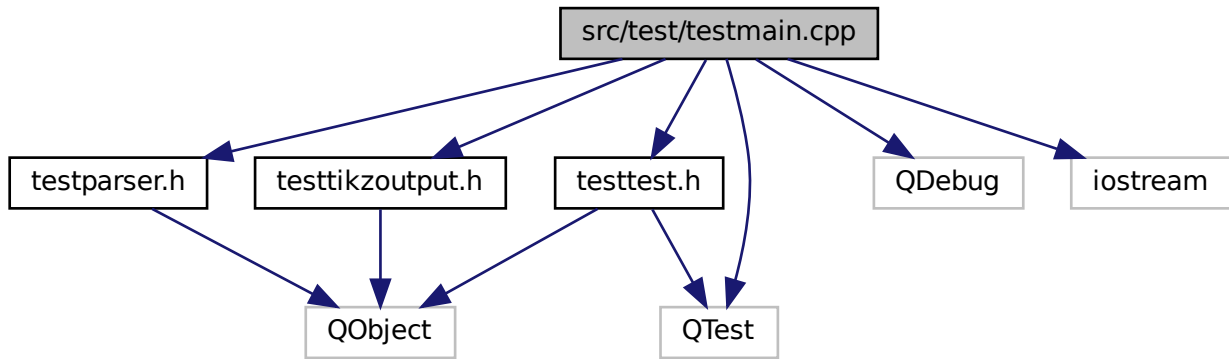 src/test/testmain.cpp
testparser.h
testtikzoutput.h
testtest.h
QDebug
iostream
QObject
QTest